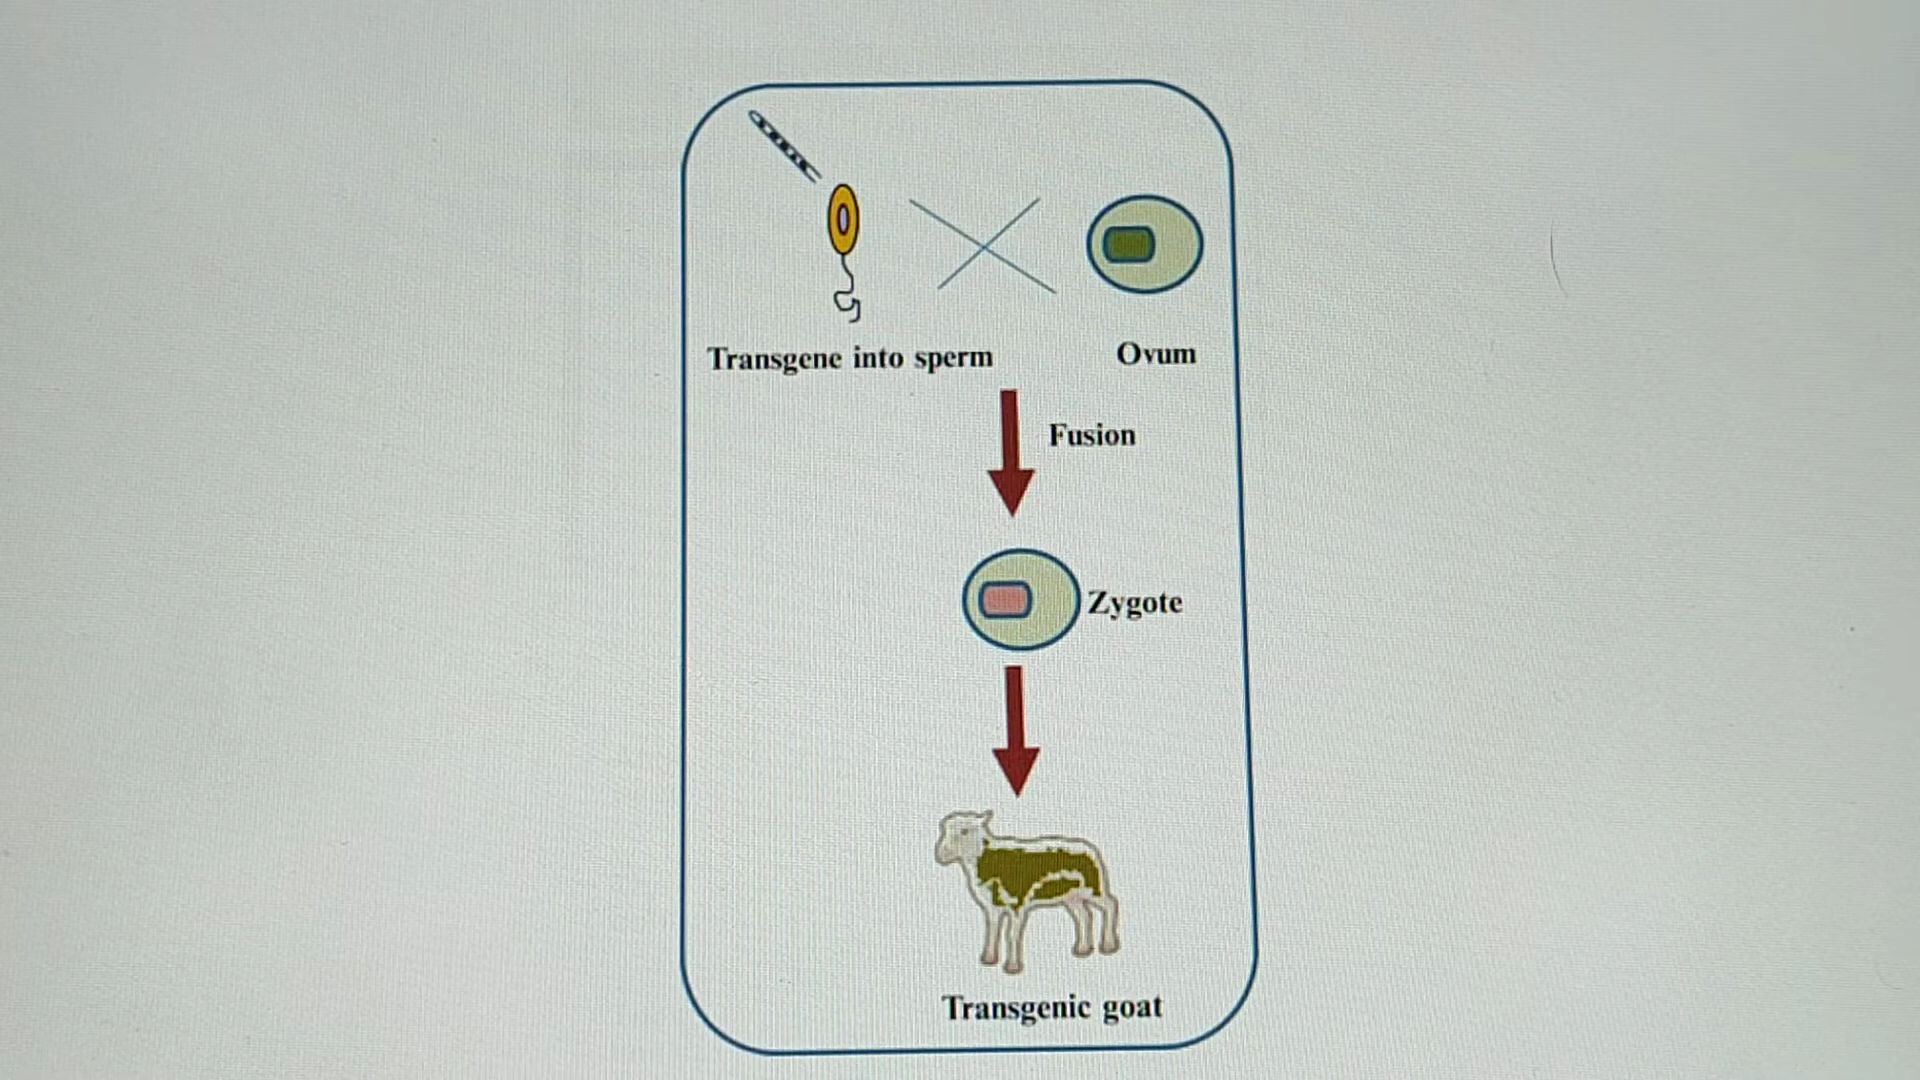 Transgene into sperm
Ovum
Fusion
Zygote
Transgenic goat